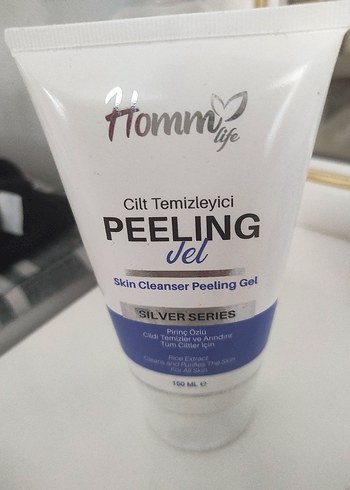 Homm
life
Cilt Temizleyici
PEELING
Jel
Skin Cleanser Peeling Gel
SILVER SERIES
Pirinç Özlü
Cildi Temizler ve Arındırır
Tüm Ciltler İçin
Rice Extract
Cleans and Purifies The Skin
For All Skin
150 ML ℮